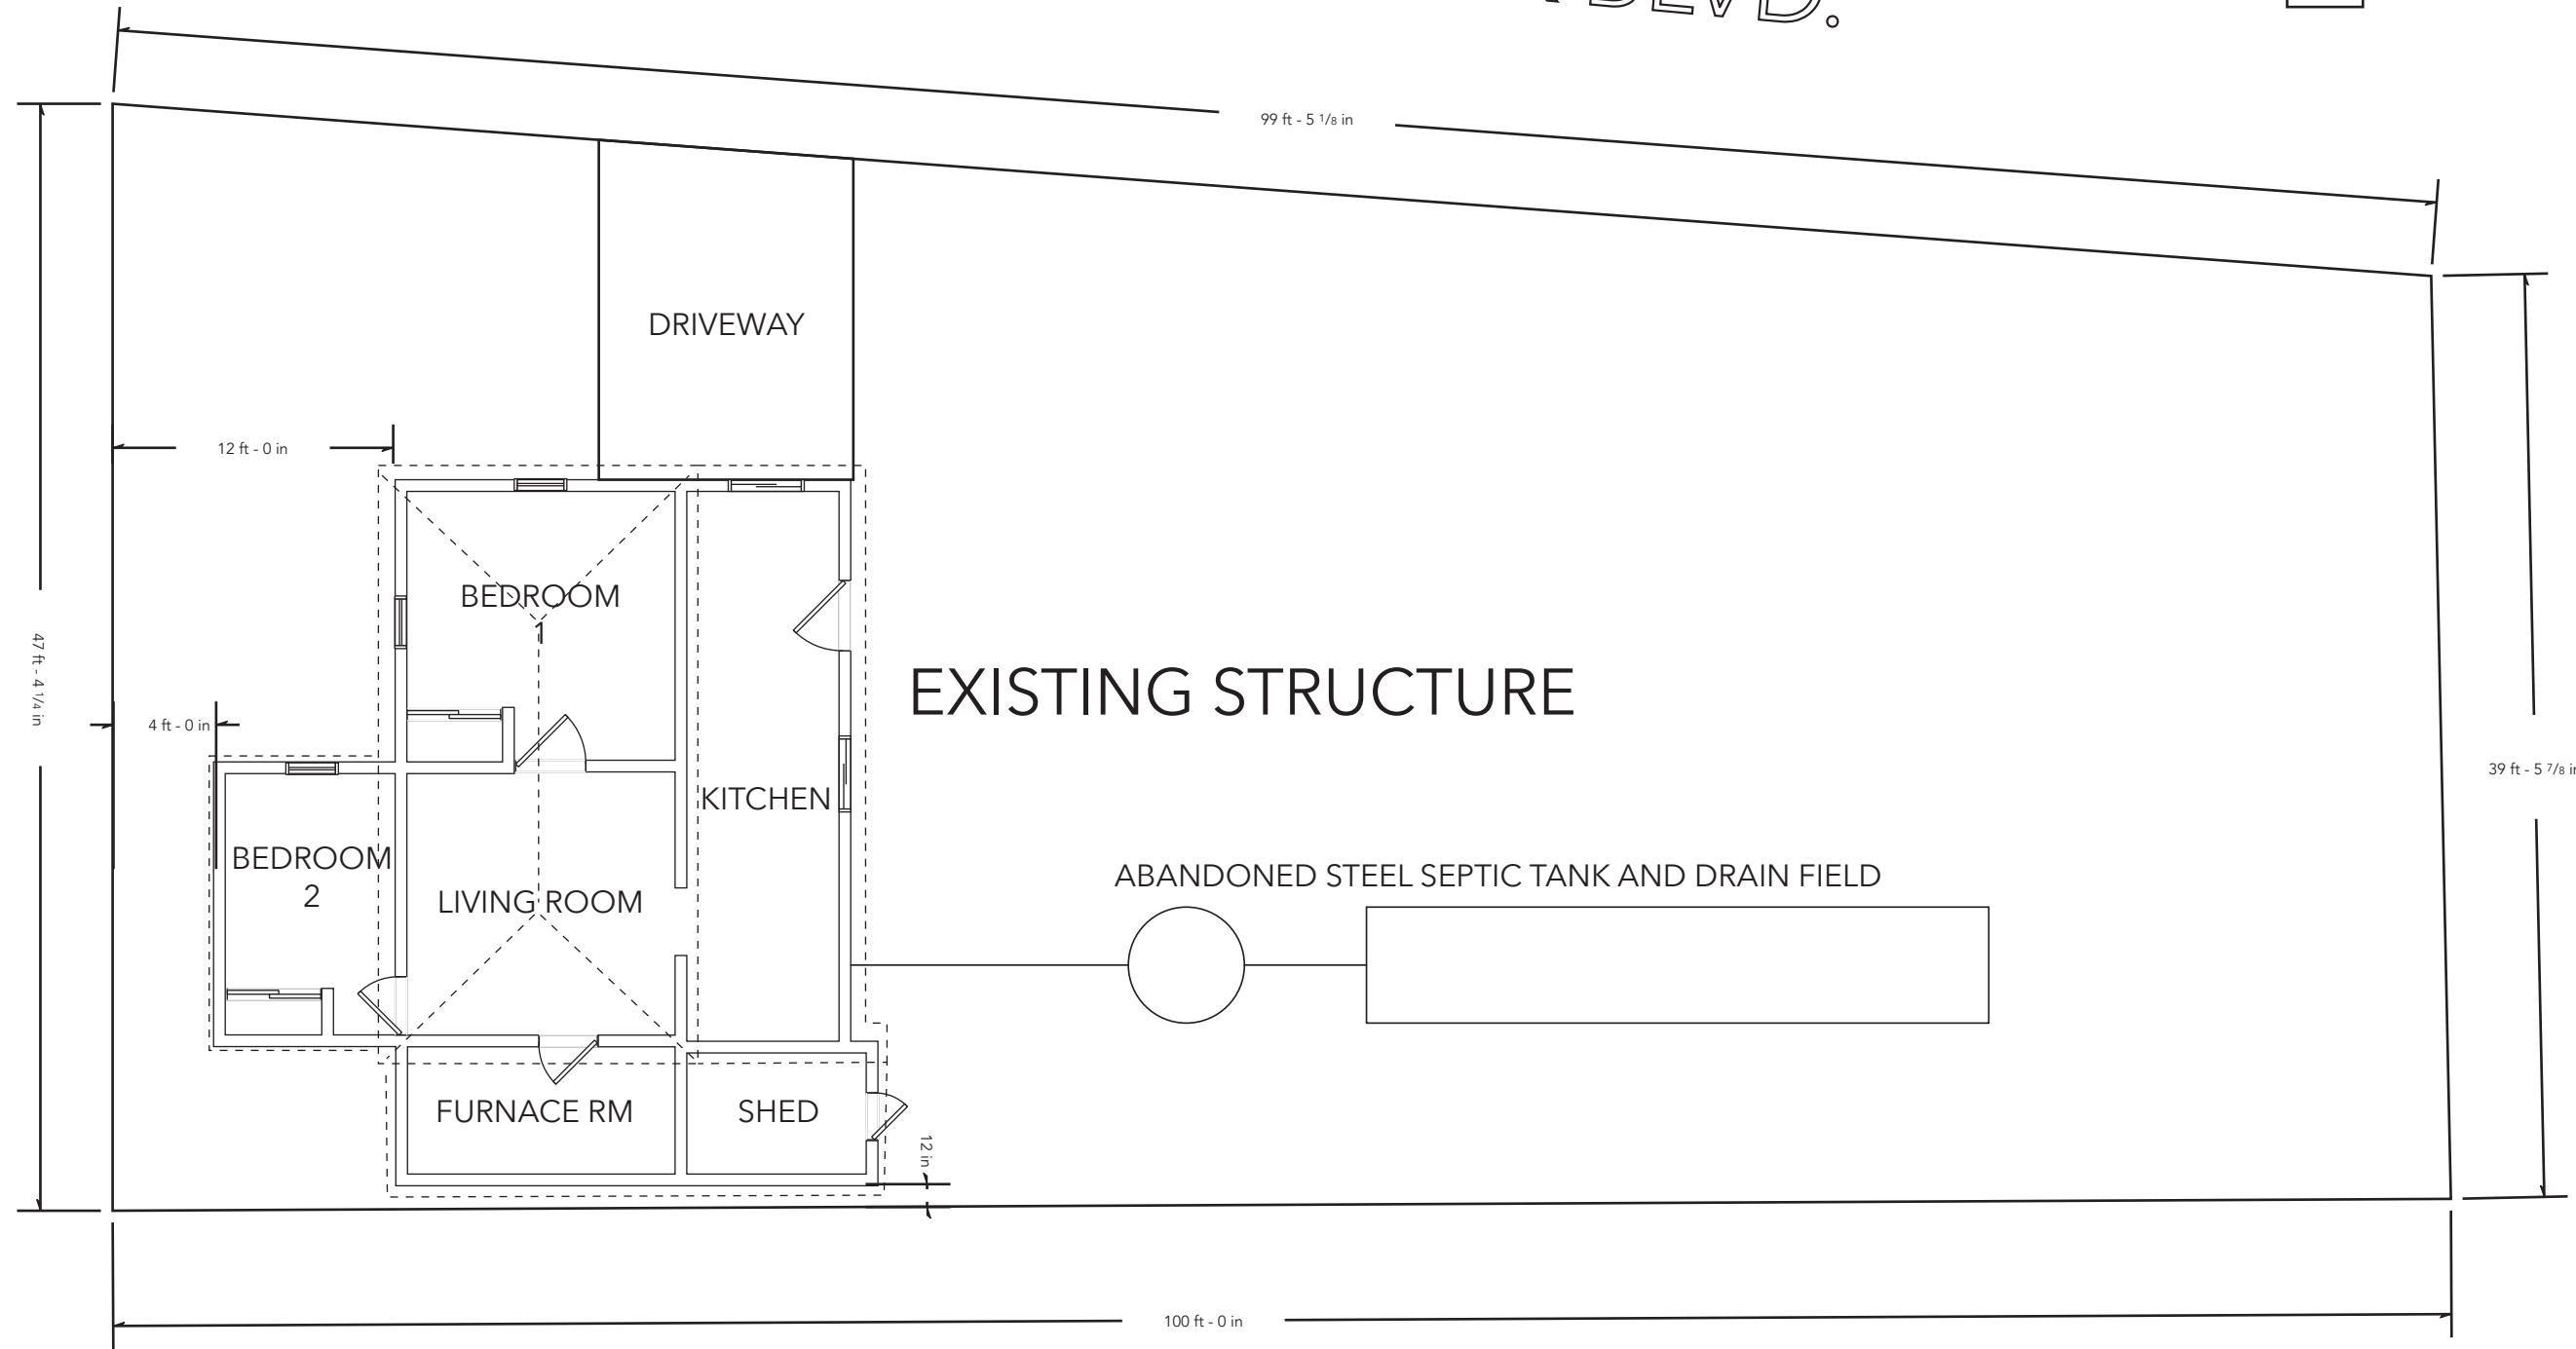 BLVD.
99 ft - 5 1/8 in
DRIVEWAY
12 ft - 0 in
BEDROOM
1
47 ft - 4 1/4 in
EXISTING STRUCTURE
4 ft - 0 in
39 ft - 5 7/8 in
KITCHEN
BEDROOM
2
ABANDONED STEEL SEPTIC TANK AND DRAIN FIELD
LIVING ROOM
FURNACE RM
SHED
12 in
100 ft - 0 in